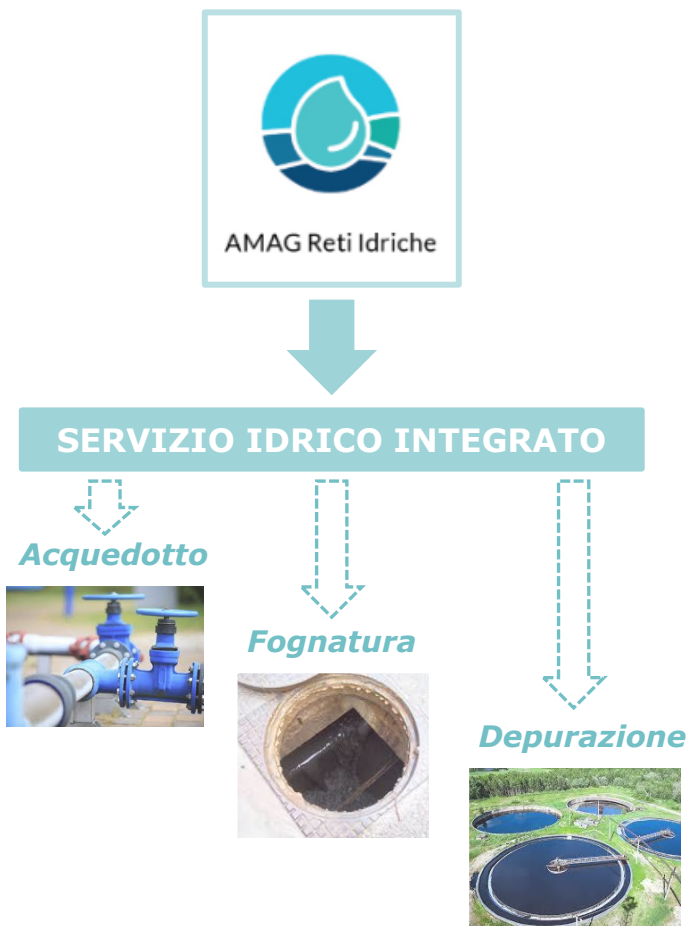 AMAG Reti Idriche
SERVIZIO IDRICO INTEGRATO
Acquedotto
Fognatura
Depurazione